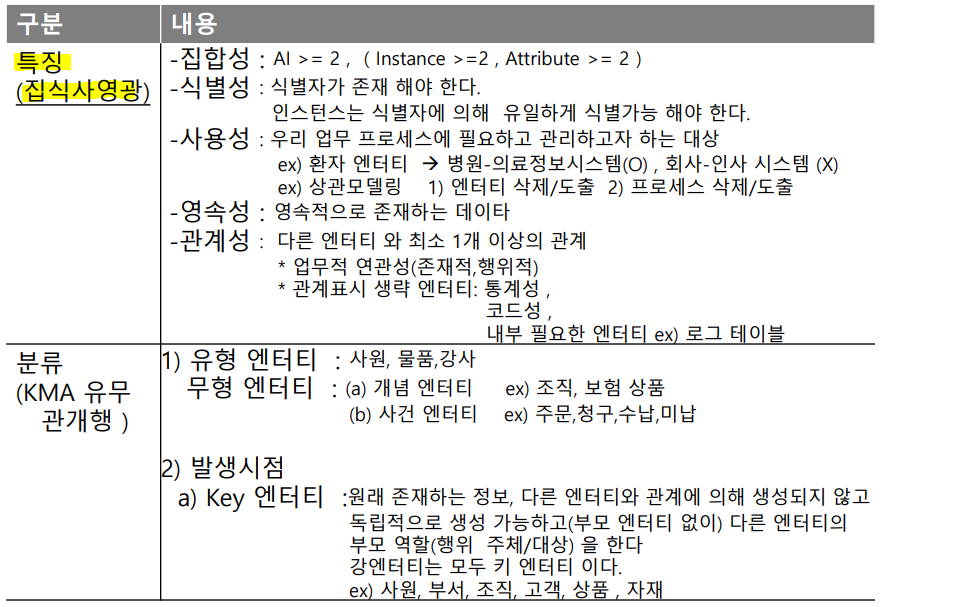 구분 내용
특징 -집합성 : AI >= 2 , ( Instance >=2 , Attribute >= 2 )
(집식사영광) -식별성 : 식별자가 존재 해야 한다.
인스턴스는 식별자에 의해 유일하게 식별가능 해야 한다.
-사용성 : 우리 업무 프로세스에 필요하고 관리하고자 하는 대상
ex) 환자 엔터티 → 병원-의료정보시스템(O) , 회사-인사 시스템 (X)
ex) 상관모델링 1) 엔터티 삭제/도출 2) 프로세스 삭제/도출
-영속성 : 영속적으로 존재하는 데이타
-관계성 : 다른 엔터티 와 최소 1개 이상의 관계
* 업무적 연관성(존재적,행위적)
* 관계표시 생략 엔터티: 통계성 ,
코드성 ,
내부 필요한 엔터티 ex) 로그 테이블
분류 1) 유형 엔터티 : 사원, 물품,강사
(KMA 유무 무형 엔터티 : (a) 개념 엔터티 ex) 조직, 보험 상품
관개행 ) (b) 사건 엔터티 ex) 주문,청구,수납,미납
2) 발생시점
a) Key 엔터티 :원래 존재하는 정보, 다른 엔터티와 관계에 의해 생성되지 않고
독립적으로 생성 가능하고(부모 엔터티 없이) 다른 엔터티의
부모 역할(행위 주체/대상) 을 한다
강엔터티는 모두 키 엔터티 이다.
ex) 사원, 부서, 조직, 고객, 상품 , 자재